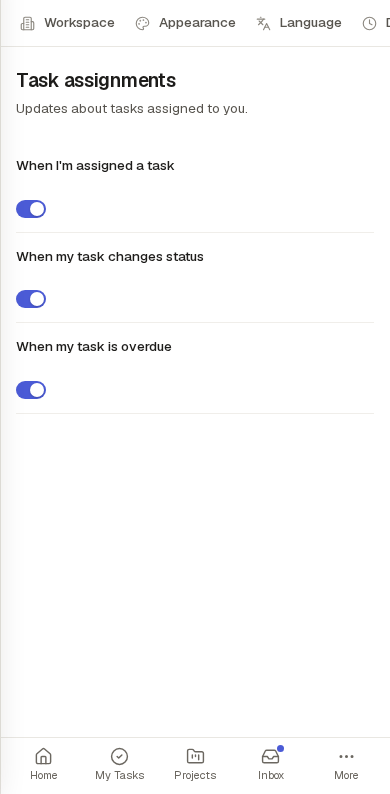 Workspace Appearance Language
Task assignments
Updates about tasks assigned to you.
When I'm assigned a task
When my task changes status
When my task is overdue
Home My Tasks Projects Inbox More